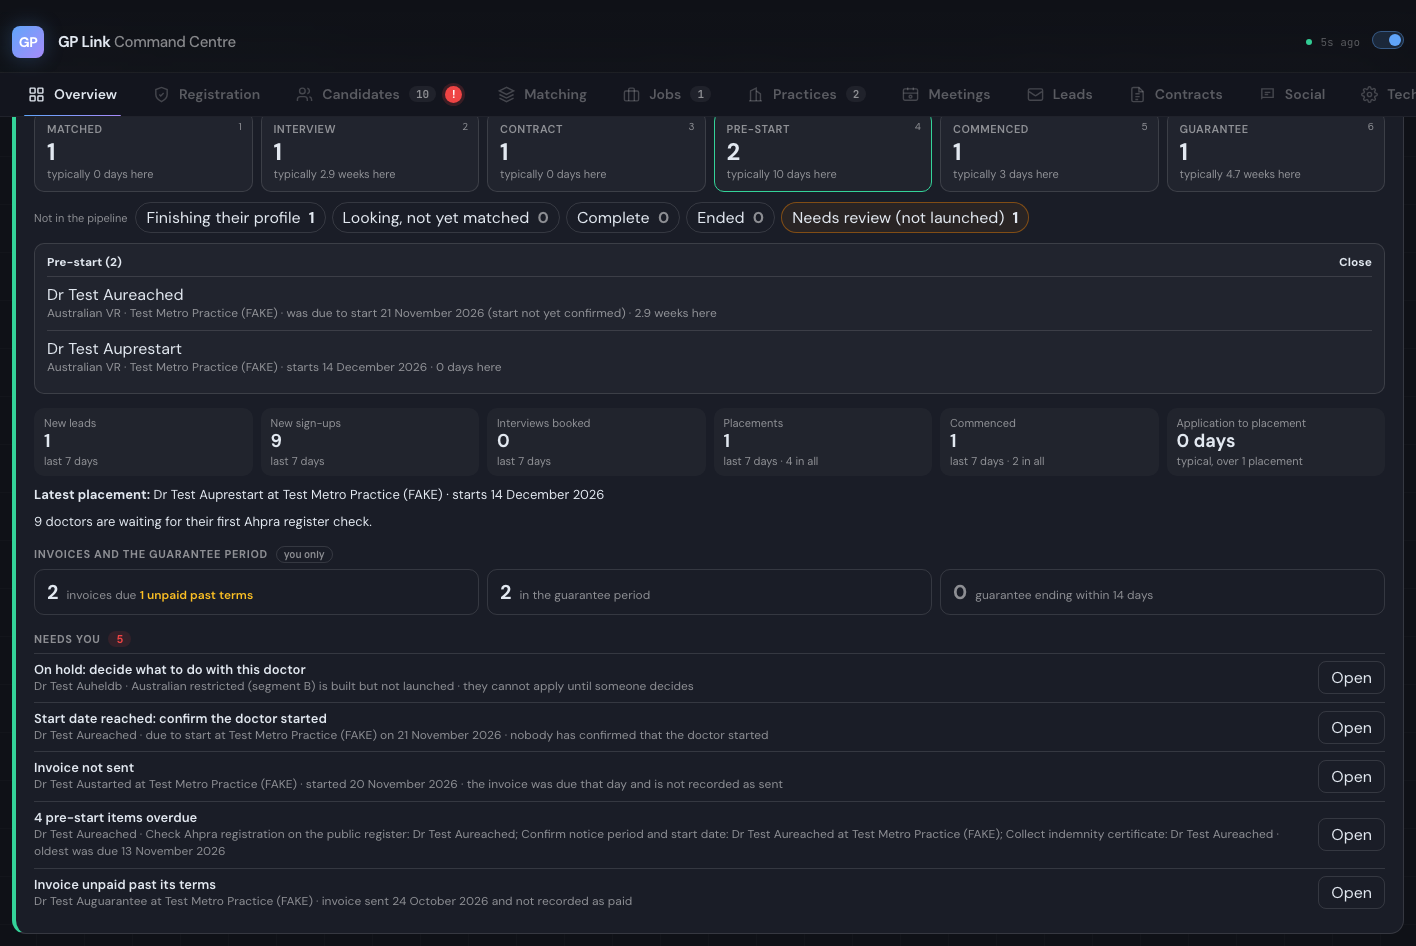 GP
GP Link Command Centre
5s ago
Overview
Registration
Candidates 10 !
Matching
Jobs 1
Practices 2
Meetings
Leads
Contracts
Social
Tech
MATCHED 1
1
typically 0 days here
INTERVIEW 2
1
typically 2.9 weeks here
CONTRACT 3
1
typically 0 days here
PRE-START 4
2
typically 10 days here
COMMENCED 5
1
typically 3 days here
GUARANTEE 6
1
typically 4.7 weeks here
Not in the pipeline
Finishing their profile 1
Looking, not yet matched 0
Complete 0
Ended 0
Needs review (not launched) 1
Pre-start (2)
Close
Dr Test Aureached
Australian VR · Test Metro Practice (FAKE) · was due to start 21 November 2026 (start not yet confirmed) · 2.9 weeks here
Dr Test Auprestart
Australian VR · Test Metro Practice (FAKE) · starts 14 December 2026 · 0 days here
New leads
1
last 7 days
New sign-ups
9
last 7 days
Interviews booked
0
last 7 days
Placements
1
last 7 days · 4 in all
Commenced
1
last 7 days · 2 in all
Application to placement
0 days
typical, over 1 placement
Latest placement: Dr Test Auprestart at Test Metro Practice (FAKE) · starts 14 December 2026
9 doctors are waiting for their first Ahpra register check.
INVOICES AND THE GUARANTEE PERIOD you only
2 invoices due 1 unpaid past terms
2 in the guarantee period
0 guarantee ending within 14 days
NEEDS YOU 5
On hold: decide what to do with this doctor
Dr Test Auheldb · Australian restricted (segment B) is built but not launched · they cannot apply until someone decides
Open
Start date reached: confirm the doctor started
Dr Test Aureached · due to start at Test Metro Practice (FAKE) on 21 November 2026 · nobody has confirmed that the doctor started
Open
Invoice not sent
Dr Test Austarted at Test Metro Practice (FAKE) · started 20 November 2026 · the invoice was due that day and is not recorded as sent
Open
4 pre-start items overdue
Dr Test Aureached · Check Ahpra registration on the public register: Dr Test Aureached; Confirm notice period and start date: Dr Test Aureached at Test Metro Practice (FAKE); Collect indemnity certificate: Dr Test Aureached ·
oldest was due 13 November 2026
Open
Invoice unpaid past its terms
Dr Test Auguarantee at Test Metro Practice (FAKE) · invoice sent 24 October 2026 and not recorded as paid
Open